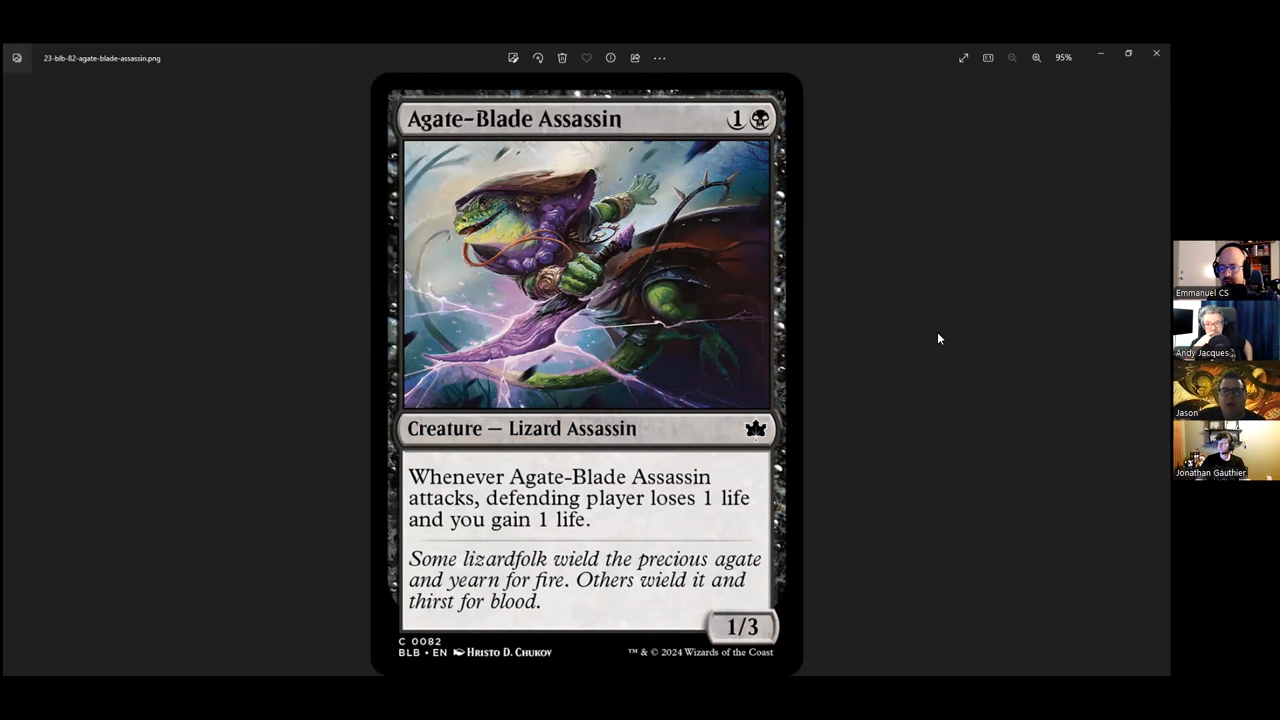 23-blb-82-agate-blade-assassin.png
95%
Agate-Blade Assassin 1
Creature — Lizard Assassin
Whenever Agate-Blade Assassin
attacks, defending player loses 1 life
and you gain 1 life.
Some lizardfolk wield the precious agate
and yearn for fire. Others wield it and
thirst for blood.
1/3
C 0082
BLB • EN Hristo D. Chukov
™ & © 2024 Wizards of the Coast
Emmanuel CS
Andy Jacques
Jason
Jonathan Gauthier